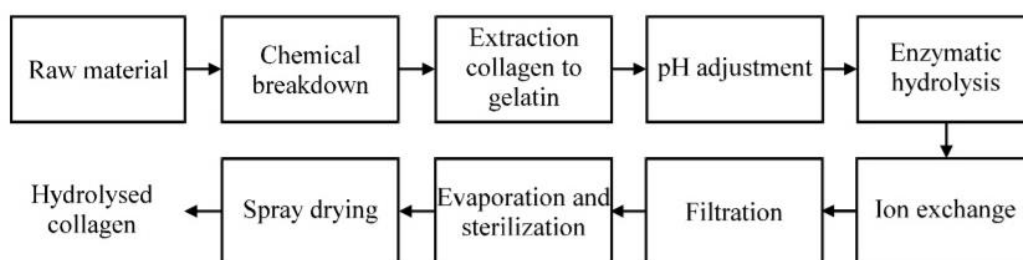 Raw material
Chemical
breakdown
Extraction
collagen to
gelatin
pH adjustment
Enzymatic
hydrolysis
Hydrolysed
collagen
Spray drying
Evaporation and
sterilization
Filtration
Ion exchange